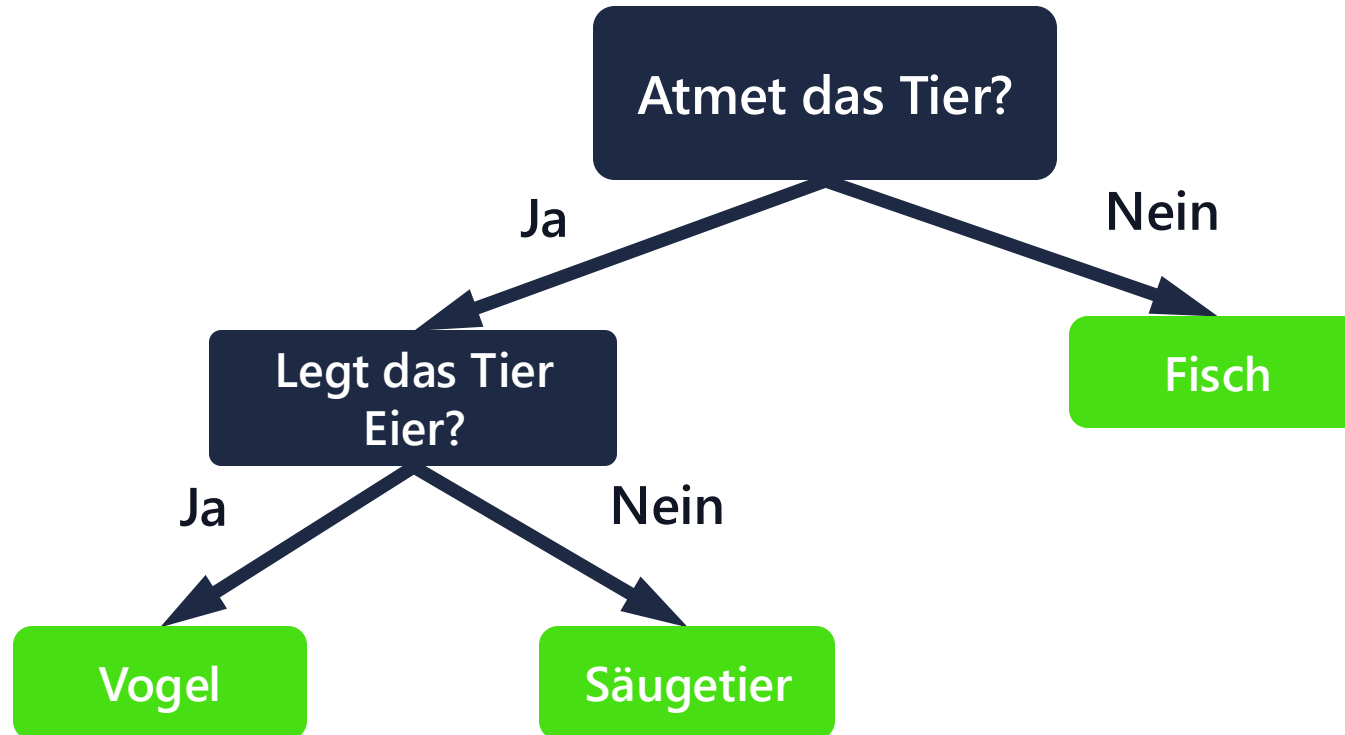 Atmet das Tier?
Ja
Nein
Legt das Tier
Eier?
Fisch
Ja
Nein
Vogel
Säugetier